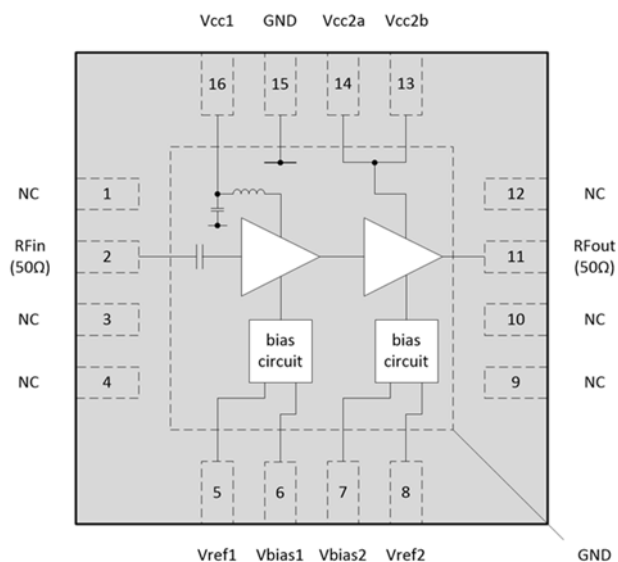 Vcc1 GND Vcc2a Vcc2b
16 15 14 13
NC 1 12 NC
RFin 2 11 RFout
(50Ω) (50Ω)
NC 3 10 NC
bias bias
circuit circuit
NC 4 9 NC
5 6 7 8
Vref1 Vbias1 Vbias2 Vref2 GND